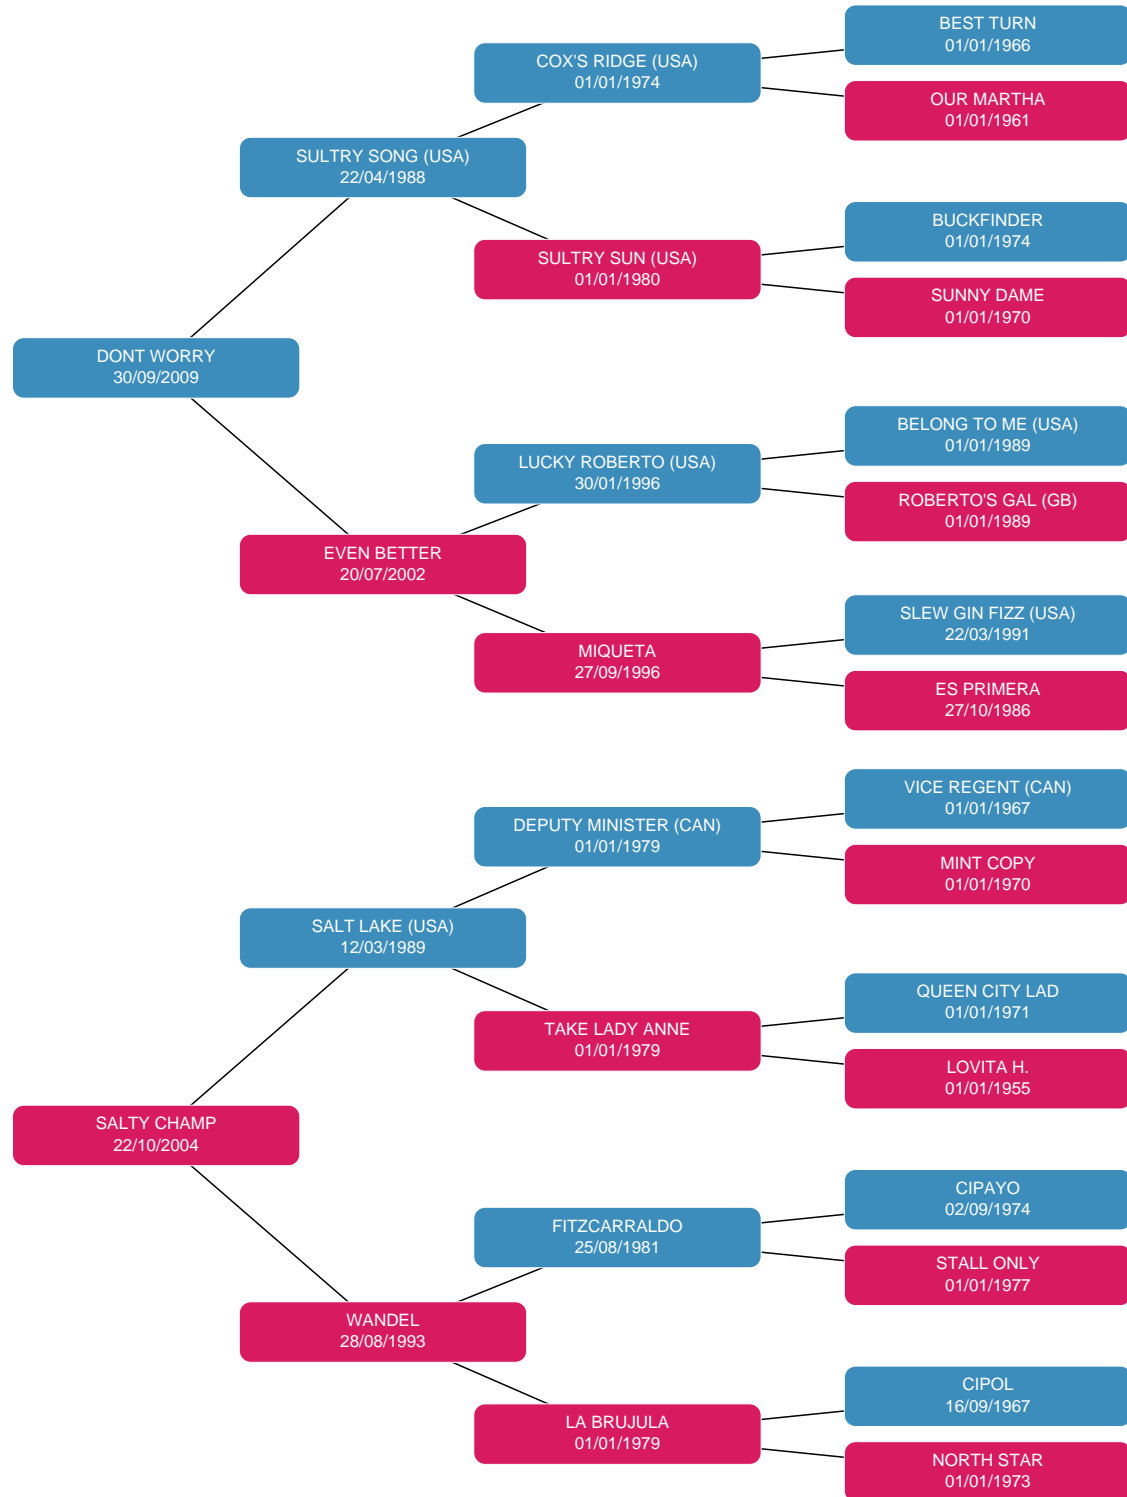 BEST TURN
01/01/1966
COX'S RIDGE (USA)
01/01/1974
OUR MARTHA
01/01/1961
SULTRY SONG (USA)
22/04/1988
BUCKFINDER
01/01/1974
SULTRY SUN (USA)
01/01/1980
SUNNY DAME
01/01/1970
DONT WORRY
30/09/2009
BELONG TO ME (USA)
01/01/1989
LUCKY ROBERTO (USA)
30/01/1996
ROBERTO'S GAL (GB)
01/01/1989
EVEN BETTER
20/07/2002
SLEW GIN FIZZ (USA)
22/03/1991
MIQUETA
27/09/1996
ES PRIMERA
27/10/1986
VICE REGENT (CAN)
01/01/1967
DEPUTY MINISTER (CAN)
01/01/1979
MINT COPY
01/01/1970
SALT LAKE (USA)
12/03/1989
QUEEN CITY LAD
01/01/1971
TAKE LADY ANNE
01/01/1979
LOVITA H.
01/01/1955
SALTY CHAMP
22/10/2004
CIPAYO
02/09/1974
FITZCARRALDO
25/08/1981
STALL ONLY
01/01/1977
WANDEL
28/08/1993
CIPOL
16/09/1967
LA BRUJULA
01/01/1979
NORTH STAR
01/01/1973